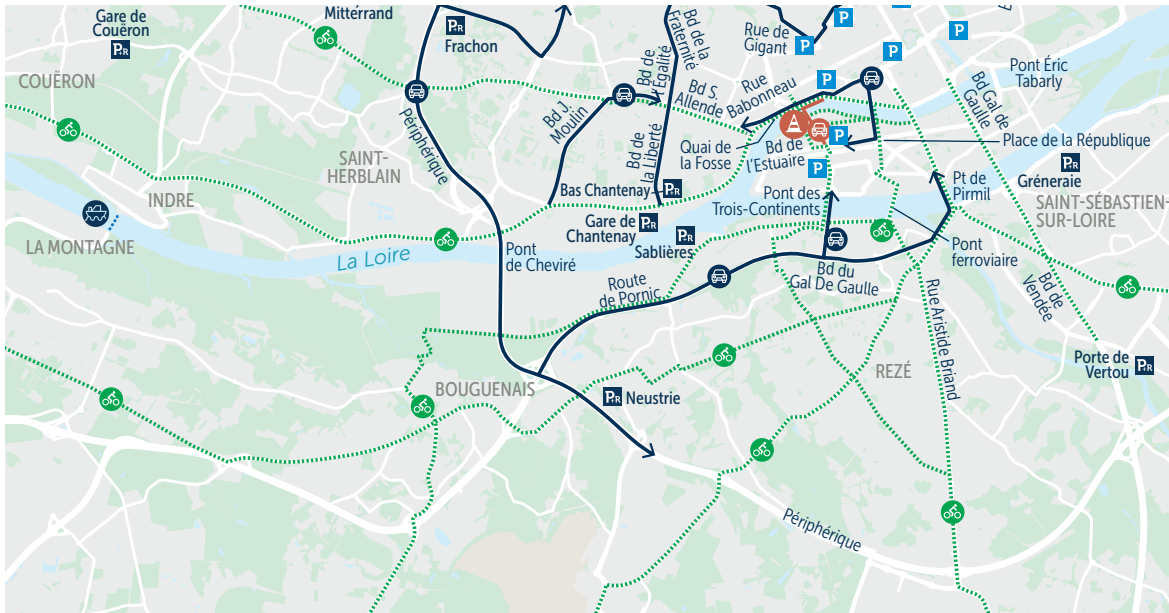 Gare de
Couëron
P+R
Mittérrand
P+R
Frachon
Bd de la
Fraternité
Rue de
Gigant
P
P
P
P
P
Pont Éric
Tabarly
COUËRON
Périphérique
Bd J.
Moulin
Bd de
l'Égalité
Bd S.
Allende
Rue
Babonneau
Bd Gal de
Gaulle
Quai de
la Fosse
Bd de
l'Estuaire
P
P
Place de la République
Bd de
la Liberté
SAINT-
HERBLAIN
P+R
Gréneraie
INDRE
Bas Chantenay
P+R
Pont des
Trois-Continents
Pt de
Pirmil
SAINT-SÉBASTIEN-
SUR-LOIRE
Gare de
Chantenay
P+R
P+R
Sablières
LA MONTAGNE
La Loire
Pont
de Cheviré
Pont
ferroviaire
Route
de Pornic
Bd du
Gal De Gaulle
Bd de
Vendée
Rue Aristide Briand
Porte de
Vertou
P+R
REZÉ
BOUGUENAIS
P+R
Neustrie
Périphérique